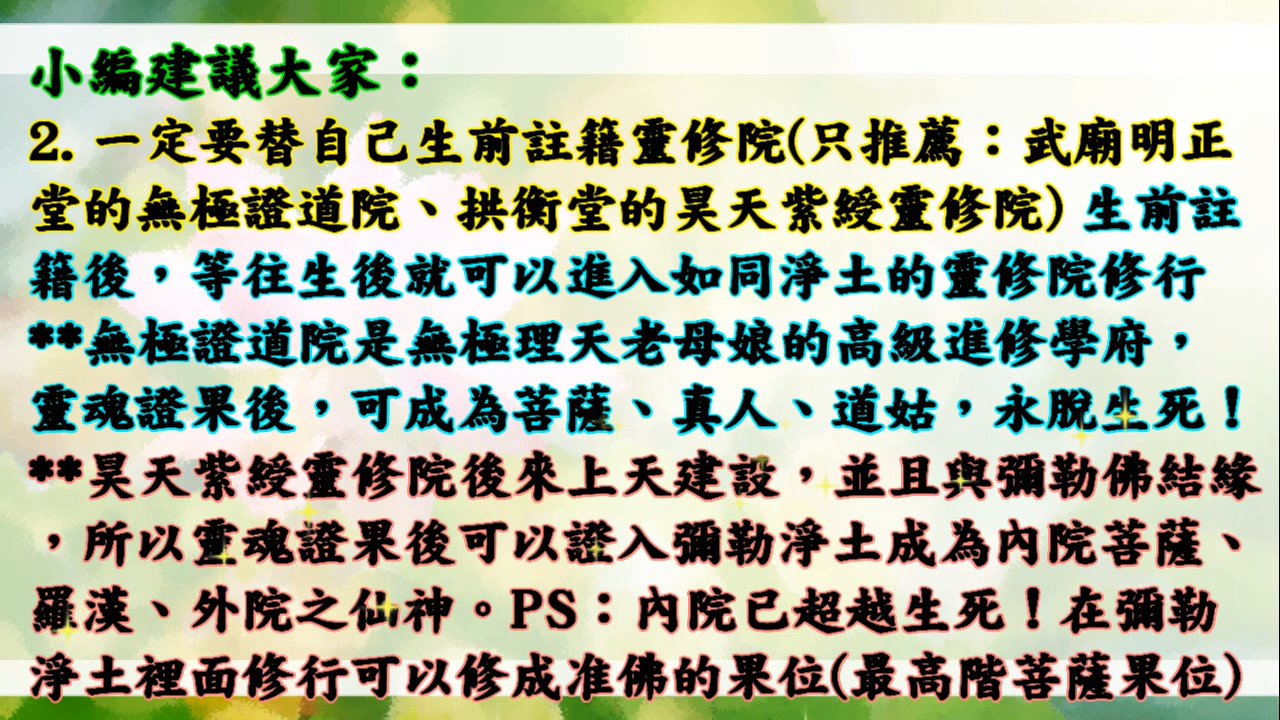 小編建議大家：
2. 一定要替自己生前註籍靈修院(只推薦：武廟明正
堂的無極證道院、拱衡堂的昊天紫綬靈修院) 生前註
籍後，等往生後就可以進入如同淨土的靈修院修行
**無極證道院是無極理天老母娘的高級進修學府，
靈魂證果後，可成為菩薩、真人、道姑，永脫生死！
**昊天紫綬靈修院後來上天建設，並且與彌勒佛結緣
，所以靈魂證果後可以證入彌勒淨土成為內院菩薩、
羅漢、外院之仙神。PS：內院已超越生死！在彌勒
淨土裡面修行可以修成准佛的果位(最高階菩薩果位)